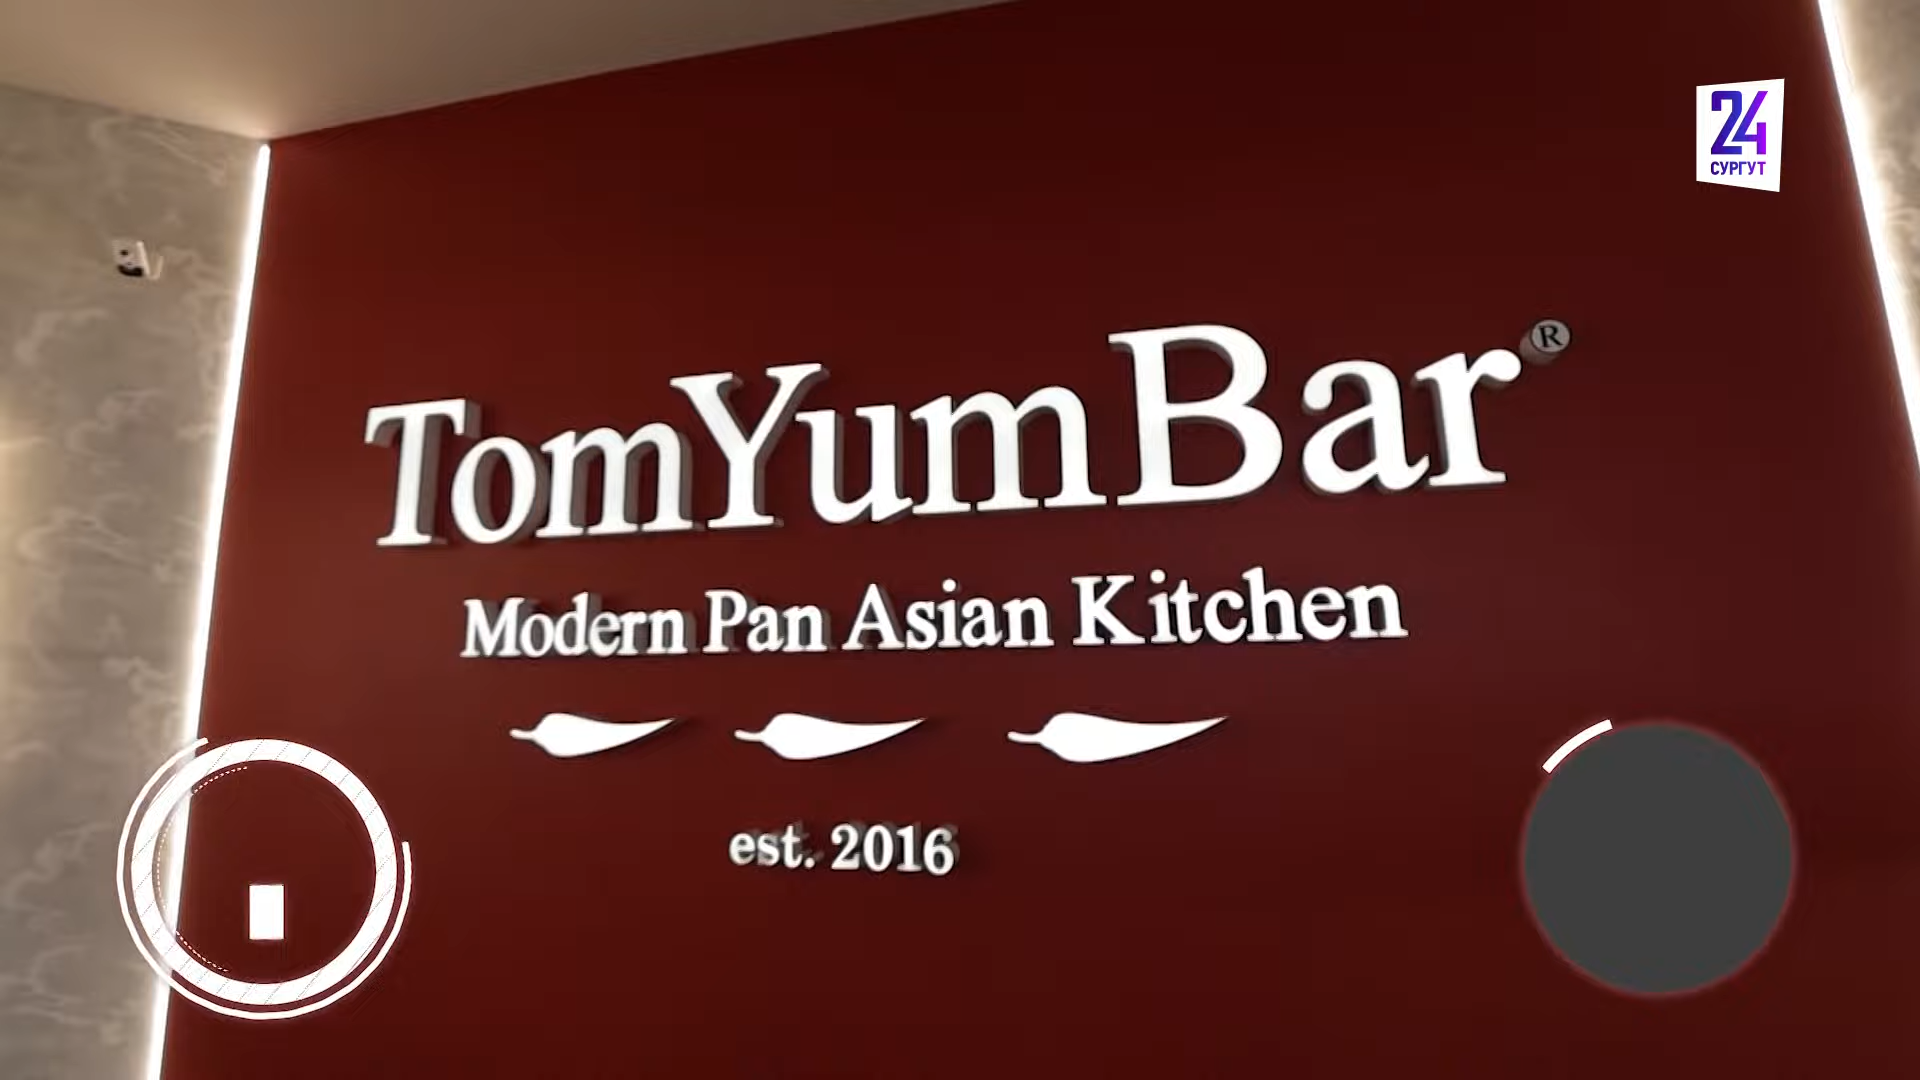 24
СУРГУТ
TomYumBar®
Modern Pan Asian Kitchen
est. 2016